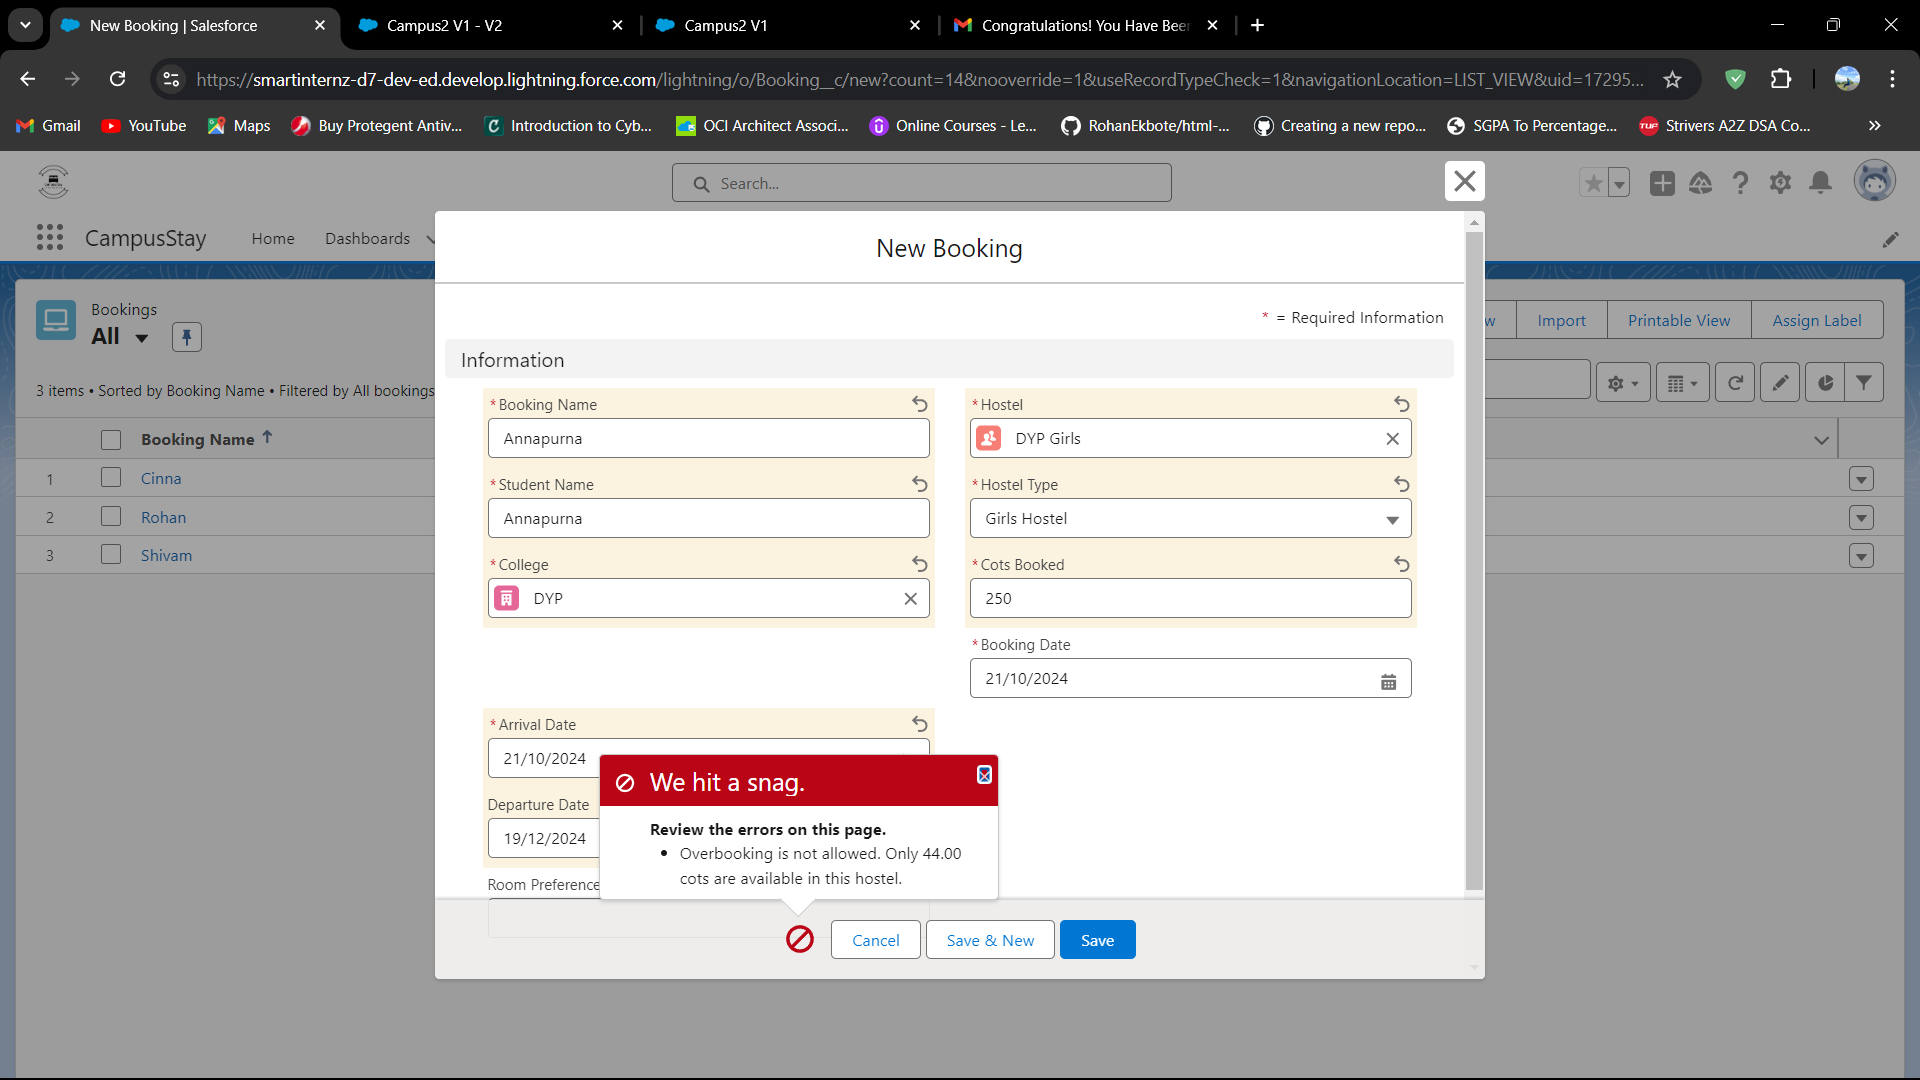 New Booking | Salesforce
Campus2 V1 - V2
Campus2 V1
Congratulations! You Have Beer
https://smartinternz-d7-dev-ed.develop.lightning.force.com/lightning/o/Booking__c/new?count=14&nooverride=1&useRecordTypeCheck=1&navigationLocation=LIST_VIEW&uid=17295...
Gmail
YouTube
Maps
Buy Protegent Antiv...
Introduction to Cyb...
OCI Architect Associ...
Online Courses - Le...
RohanEkbote/html-...
Creating a new repo...
SGPA To Percentage...
TUF
Strivers A2Z DSA Co...
Search...
CampusStay
Home
Dashboards
New Booking
* = Required Information
Bookings
All
w
Import
Printable View
Assign Label
3 items • Sorted by Booking Name • Filtered by All bookings
Information
Booking Name
1 Cinna
2 Rohan
3 Shivam
*Booking Name
Annapurna
*Hostel
DYP Girls
*Student Name
Annapurna
*Hostel Type
Girls Hostel
*College
DYP
*Cots Booked
250
*Booking Date
21/10/2024
*Arrival Date
21/10/2024
Departure Date
19/12/2024
Room Preference
We hit a snag.
Review the errors on this page.
• Overbooking is not allowed. Only 44.00
cots are available in this hostel.
Cancel
Save & New
Save